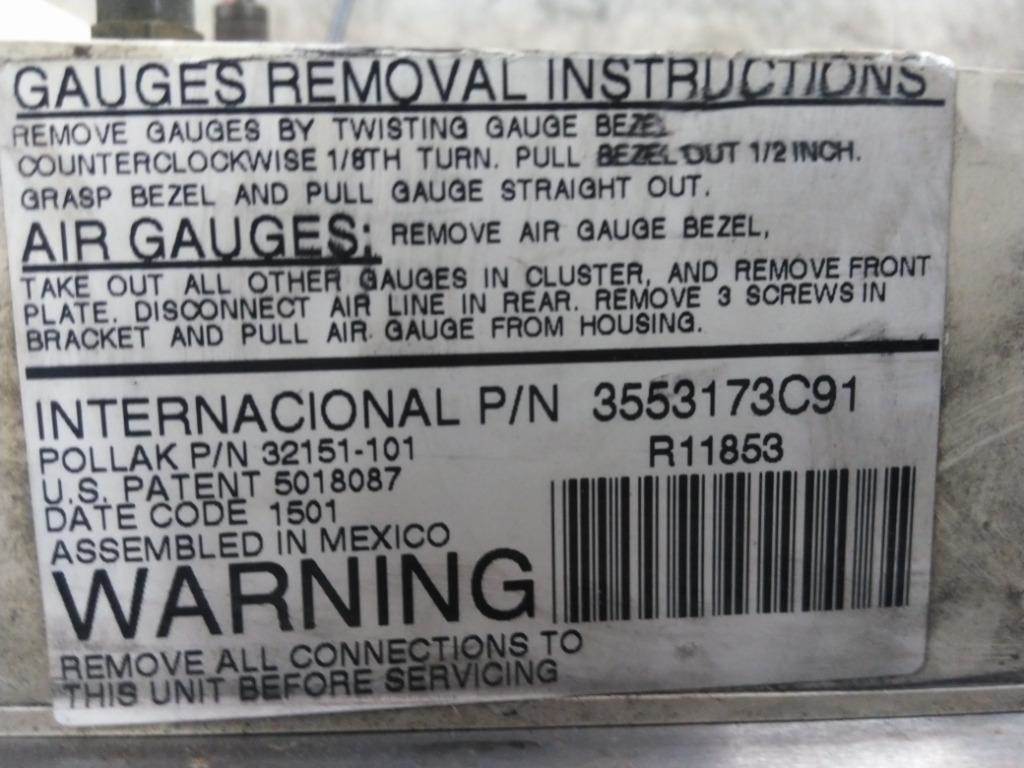 GAUGES REMOVAL INSTRUCTIONS
REMOVE GAUGES BY TWISTING GAUGE BEZEL
COUNTERCLOCKWISE 1/8TH TURN. PULL BEZEL OUT 1/2 INCH.
GRASP BEZEL AND PULL GAUGE STRAIGHT OUT.
AIR GAUGES: REMOVE AIR GAUGE BEZEL,
TAKE OUT ALL OTHER GAUGES IN CLUSTER, AND REMOVE FRONT
PLATE. DISCONNECT AIR LINE IN REAR. REMOVE 3 SCREWS IN
BRACKET AND PULL AIR GAUGE FROM HOUSING.
INTERNACIONAL P/N 3553173C91
POLLAK P/N 32151-101 R11853
U.S. PATENT 5018087
DATE CODE 1501
ASSEMBLED IN MEXICO
WARNING
REMOVE ALL CONNECTIONS TO
THIS UNIT BEFORE SERVICING